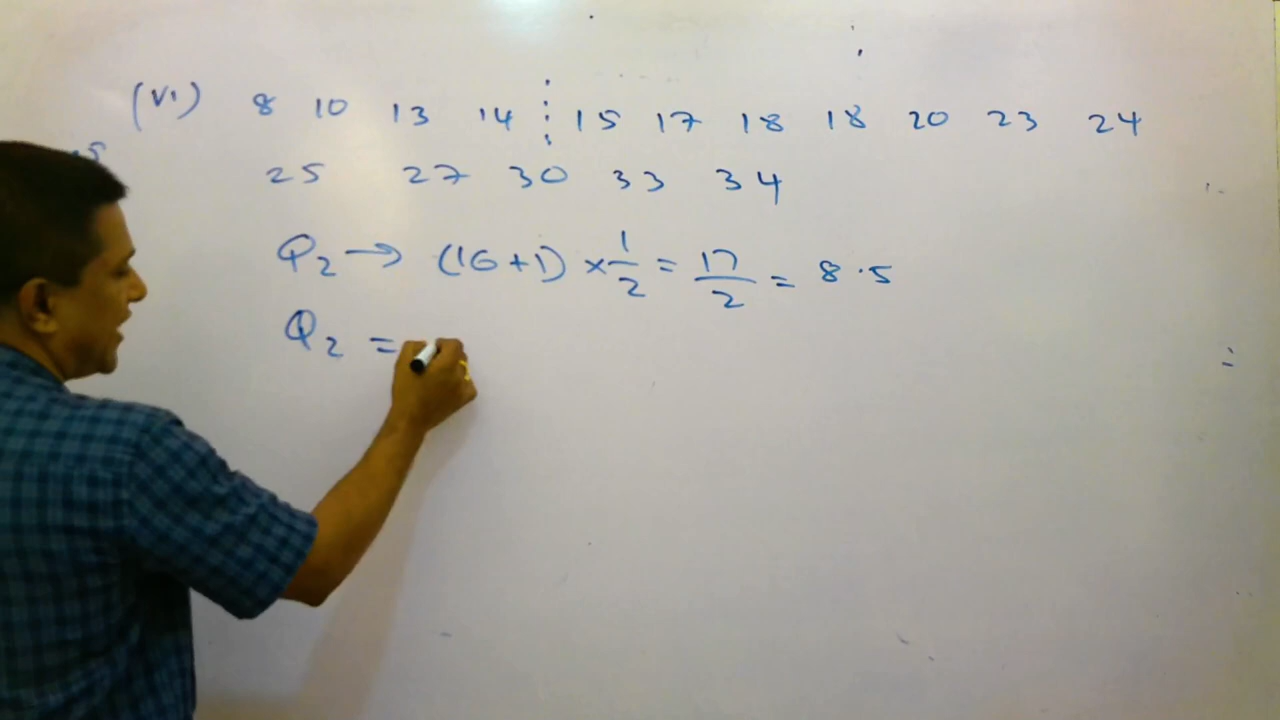 (VI) 8 10 13 14 ⋮ 15 17 18 18 20 23 24
25 27 30 33 34
Q₂ → (16+1) × 1/2 = 17/2 = 8.5
Q₂ =